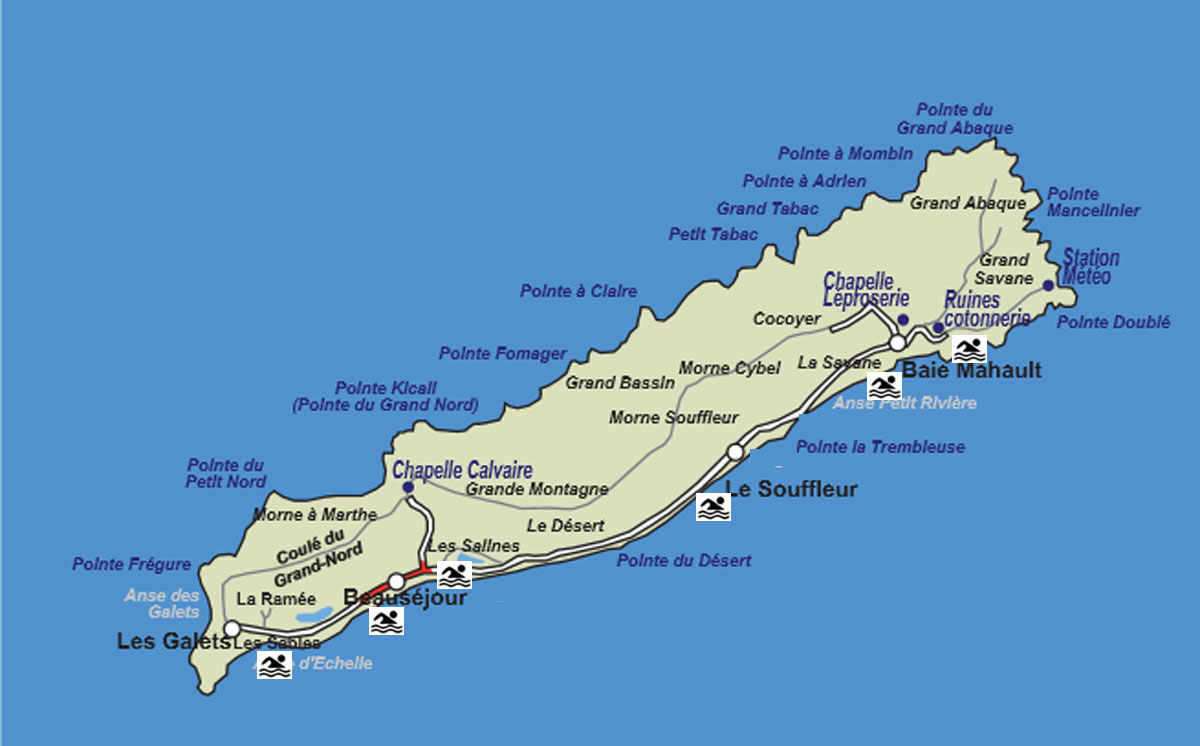 Pointe du
Grand Abaque
Pointe à Mombin
Pointe à Adrien
Grand Tabac
Petit Tabac
Grand Abaque
Pointe
Mancelinier
Grand
Savane
Station
Météo
Pointe à Claire
Chapelle
Léproserie
Ruines
cotonnerie
Cocoyer
Pointe Doublé
Pointe Fomager
Morne Cybel
La Savane
Baie Mahault
Grand Bassin
Pointe Kicali
(Pointe du Grand Nord)
Anse Petit Rivière
Morne Souffleur
Pointe la Trembleuse
Pointe du
Petit Nord
Chapelle Calvaire
Grande Montagne
Le Souffleur
Morne à Marthe
Le Désert
Coulé du
Grand-Nord
Les Salines
Pointe Frégure
Pointe du Désert
Anse des
Galets
La Ramée
Beauséjour
Les Galets
Les Sables
d'Echelle